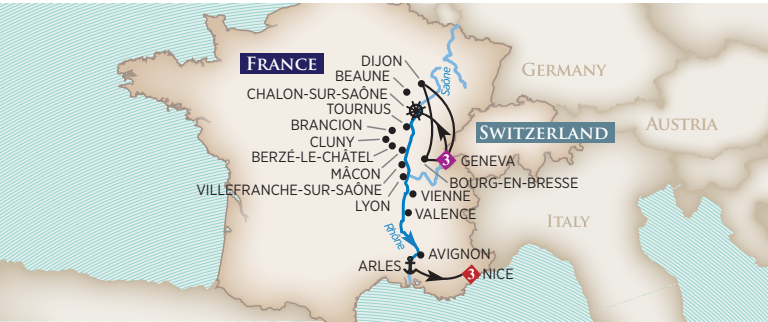 FRANCE
DIJON
BEAUNE
CHALON-SUR-SAÔNE
TOURNUS
BRANCION
CLUNY
BERZÉ-LE-CHÂTEL
MÂCON
VILLEFRANCHE-SUR-SAÔNE
LYON
Saône
GERMANY
AUSTRIA
SWITZERLAND
3 GENEVA
BOURG-EN-BRESSE
VIENNE
VALENCE
ITALY
Rhône
AVIGNON
ARLES
3 NICE